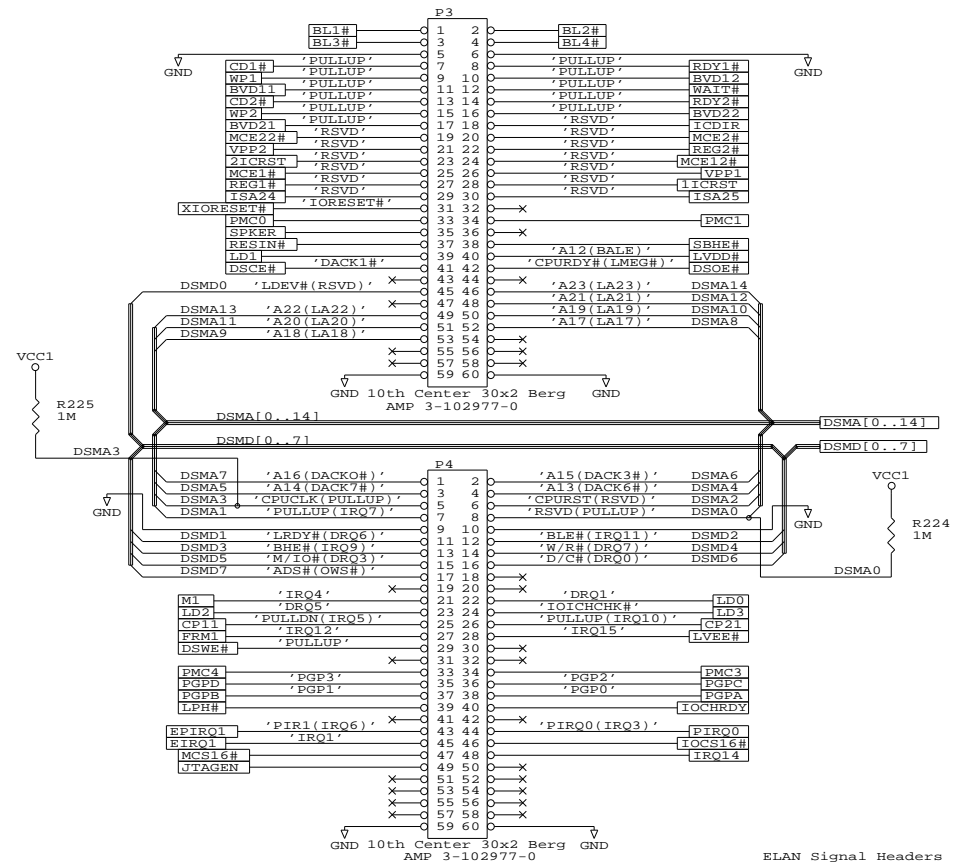 P3
BL1# 1 2 BL2#
BL3# 3 4 BL4#
GND 5 6 GND
CD1# 'PULLUP' 7 8 'PULLUP' RDY1#
WP1 'PULLUP' 9 10 'PULLUP' BVD12
BVD11 'PULLUP' 11 12 'PULLUP' WAIT#
CD2# 'PULLUP' 13 14 'PULLUP' RDY2#
WP2 'PULLUP' 15 16 'PULLUP' BVD22
BVD21 'PULLUP' 17 18 'RSVD' ICDIR
MCE22# 'RSVD' 19 20 'RSVD' MCE2#
VPP2 'RSVD' 21 22 'RSVD' REG2#
2ICRST 'RSVD' 23 24 'RSVD' MCE12#
MCE1# 'RSVD' 25 26 'RSVD' VPP1
REG1# 'RSVD' 27 28 'RSVD' 1ICRST
ISA24 'RSVD' 29 30 'RSVD' ISA25
XIORESET# 'IORESET#' 31 32
PMC0 33 34 PMC1
SPKER 35 36
RESIN# 37 38 SBHE#
LD1 39 40 'A12(BALE)' LVDD#
DSCE# 'DACK1#' 41 42 'CPURDY#(LMEG#)' DSOE#
43 44
DSMD0 'LDEV#(RSVD)' 45 46 'A23(LA23)' DSMA14
47 48 'A21(LA21)' DSMA12
DSMA13 'A22(LA22)' 49 50 'A19(LA19)' DSMA10
DSMA11 'A20(LA20)' 51 52 'A17(LA17)' DSMA8
DSMA9 'A18(LA18)' 53 54
55 56
57 58
59 60
GND 10th Center 30x2 Berg GND
AMP 3-102977-0
VCC1
R225
1M
DSMA3
DSMA[0..14] DSMA[0..14]
DSMD[0..7] DSMD[0..7]
P4
DSMA7 'A16(DACKO#)' 1 2 'A15(DACK3#)' DSMA6
DSMA5 'A14(DACK7#)' 3 4 'A13(DACK6#)' DSMA4
DSMA3 'CPUCLK(PULLUP)' 5 6 'CPURST(RSVD)' DSMA2
DSMA1 'PULLUP(IRQ7)' 7 8 'RSVD(PULLUP)' DSMA0
GND 9 10 GND
DSMD1 'LRDY#(DRQ6)' 11 12 'BLE#(IRQ11)' DSMD2
DSMD3 'BHE#(IRQ9)' 13 14 'W/R#(DRQ7)' DSMD4
DSMD5 'M/IO#(DRQ3)' 15 16 'D/C#(DRQ0)' DSMD6
DSMD7 'ADS#(OWS#)' 17 18
VCC1
R224
1M
DSMA0
19 20
M1 'IRQ4' 21 22 'DRQ1' LD0
LD2 'DRQ5' 23 24 'IOICHCHK#' LD3
CP11 'PULLDN(IRQ5)' 25 26 'PULLUP(IRQ10)' CP21
FRM1 'IRQ12' 27 28 'IRQ15' LVEE#
DSWE# 'PULLUP' 29 30
31 32
PMC4 33 34 PMC3
PGPD 'PGP3' 35 36 'PGP2' PGPC
PGPB 'PGP1' 37 38 'PGP0' PGPA
LPH# 39 40 IOCHRDY
41 42
EPIRQ1 'PIR1(IRQ6)' 43 44 'PIRQ0(IRQ3)' PIRQ0
EIRQ1 'IRQ1' 45 46 IOCS16#
MCS16# 47 48 IRQ14
JTAGEN 49 50
51 52
53 54
55 56
57 58
59 60
GND 10th Center 30x2 Berg GND
AMP 3-102977-0
ELAN Signal Headers